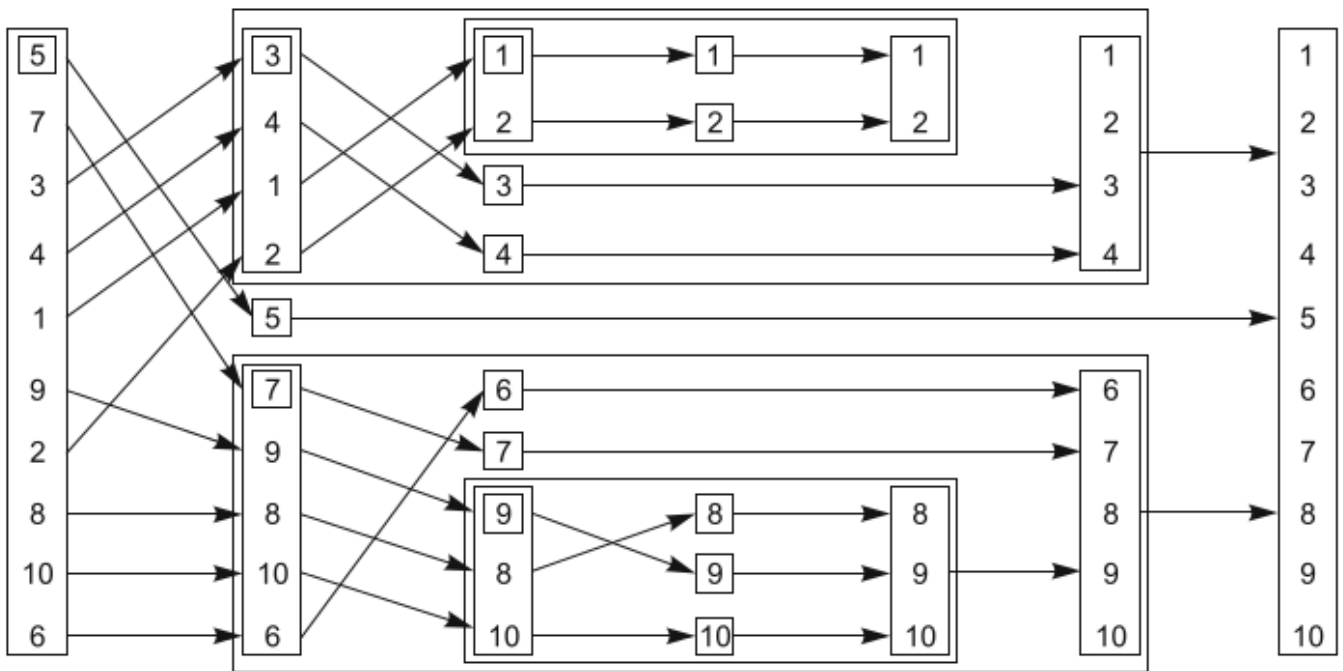 5 3 1 1 1 1 1
7 4 2 2 2 2 2
3 1 3 3 3
4 2 4 4 4
1 5 5
9 7 6 6 6
2 9 7 7 7
8 8 9 8 8 8 8
10 10 8 9 9 9 9
6 6 10 10 10 10 10